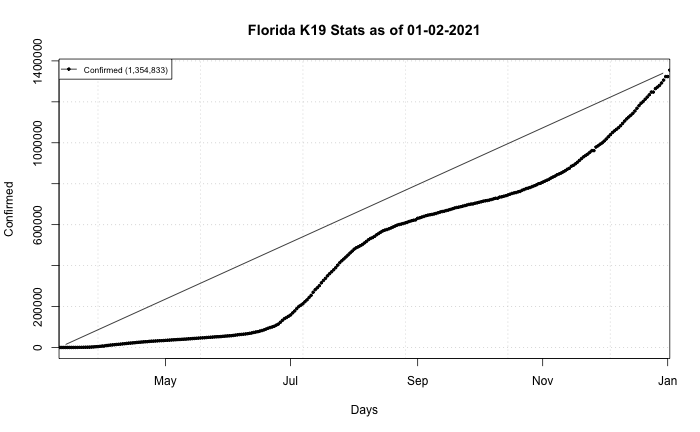 Florida K19 Stats as of 01-02-2021
Confirmed (1,354,833)
1400000
1000000
600000
200000
0
Confirmed
May Jul Sep Nov Jan
Days